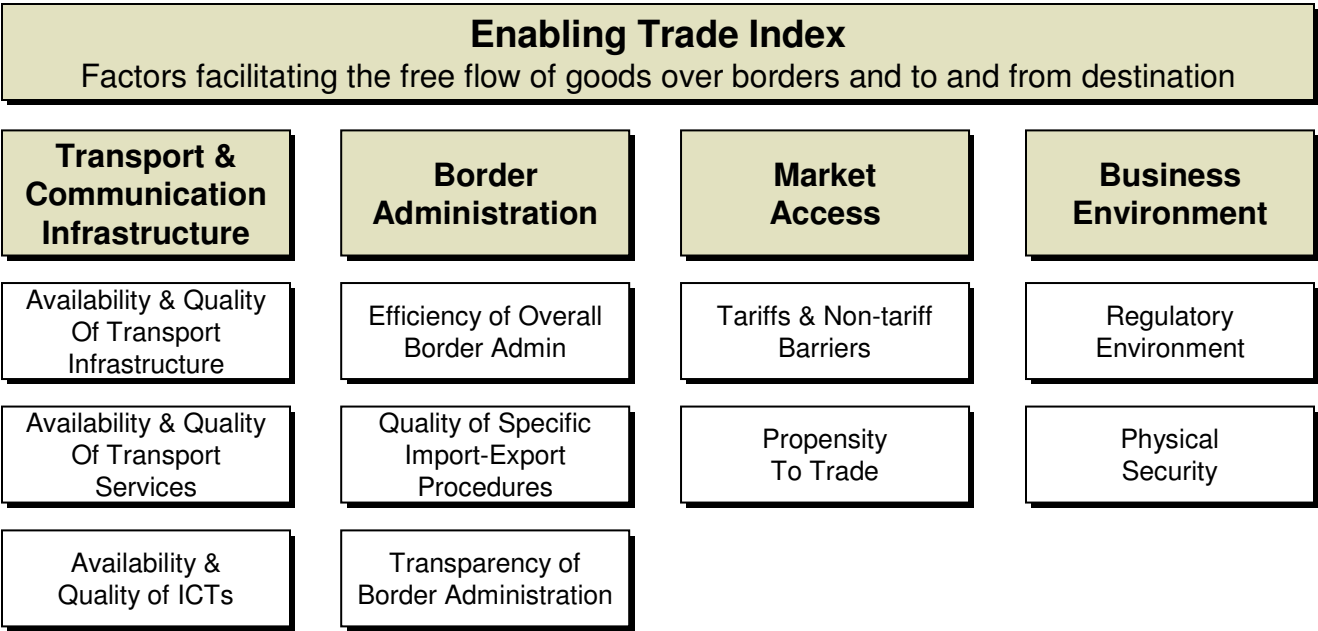 Enabling Trade Index
Factors facilitating the free flow of goods over borders and to and from destination
Transport &
Communication
Infrastructure
Border
Administration
Market
Access
Business
Environment
Availability & Quality
Of Transport
Infrastructure
Efficiency of Overall
Border Admin
Tariffs & Non-tariff
Barriers
Regulatory
Environment
Availability & Quality
Of Transport
Services
Quality of Specific
Import-Export
Procedures
Propensity
To Trade
Physical
Security
Availability &
Quality of ICTs
Transparency of
Border Administration